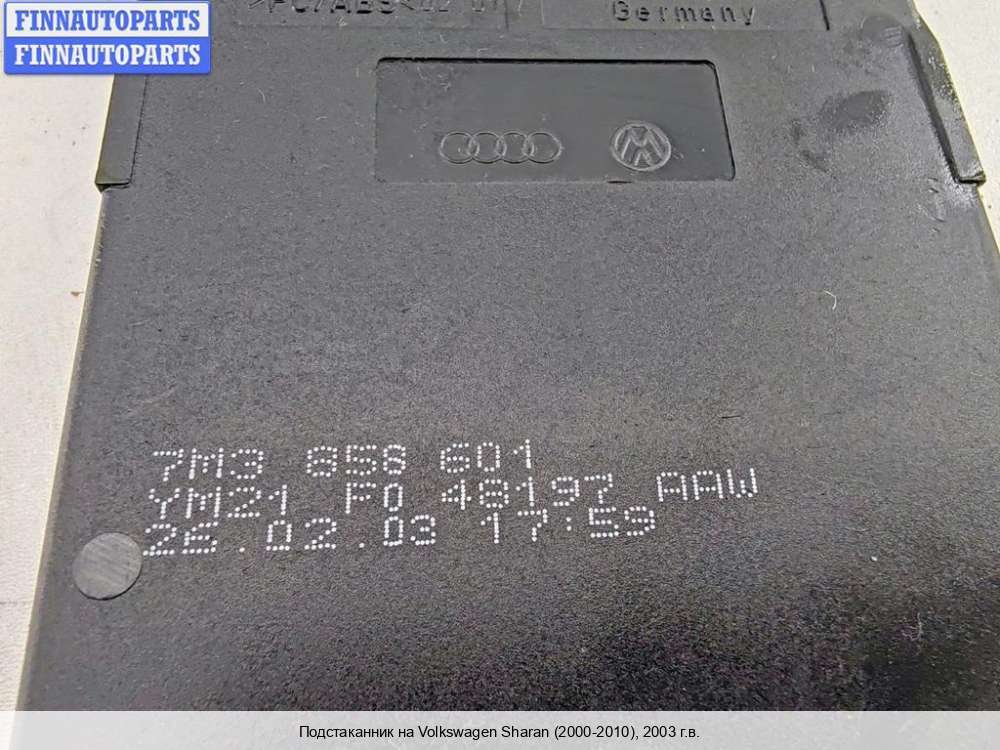 FINNAUTOPARTS
FINNAUTOPARTS
Germany
7M3 858 601
YM21 F0 48197 AAW
26.02.03 17:59
Подстаканник на Volkswagen Sharan (2000-2010), 2003 г.в.